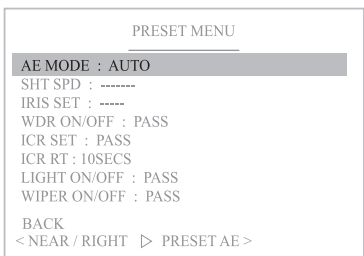 PRESET MENU
AE MODE : AUTO
SHT SPD : -------
IRIS SET : -----
WDR ON/OFF : PASS
ICR SET : PASS
ICR RT : 10SECS
LIGHT ON/OFF : PASS
WIPER ON/OFF : PASS
BACK
< NEAR / RIGHT ▷ PRESET AE >